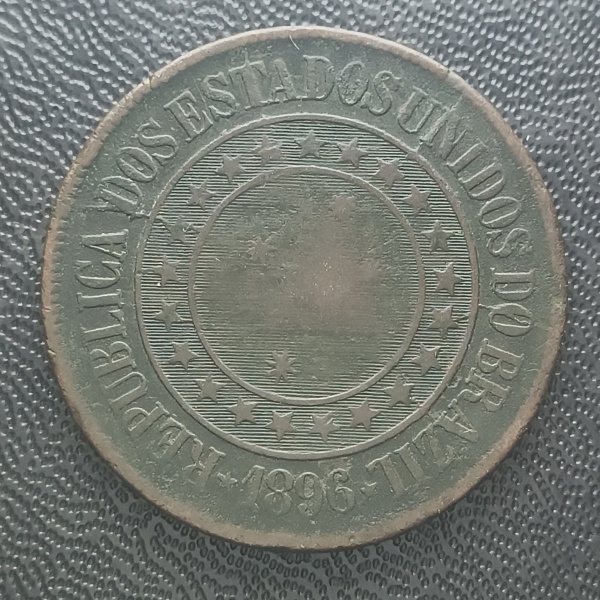 REPUBLICA DOS ESTADOS UNIDOS DO BRAZIL
1896